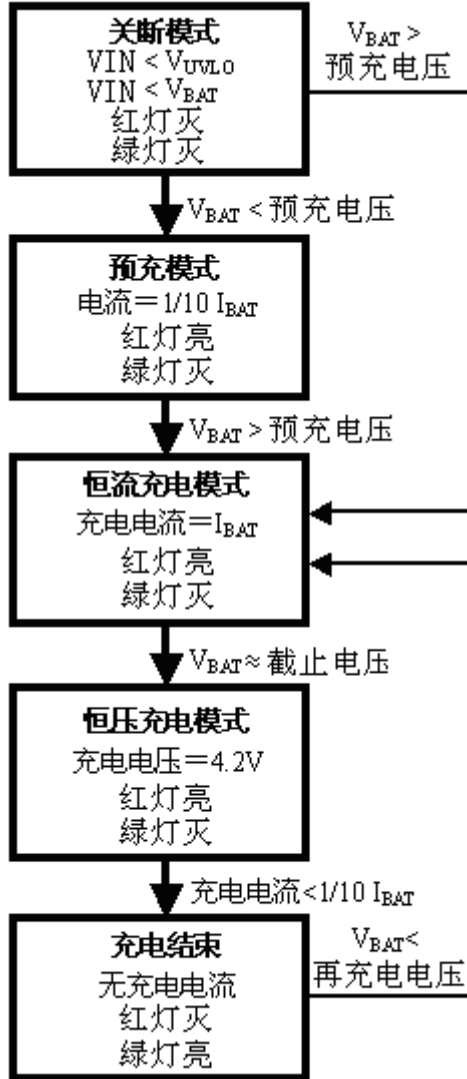 关断模式
VIN < VUVLO
VIN < VBAT
红灯灭
绿灯灭
VBAT >
预充电压
VBAT < 预充电压
预充模式
电流＝1/10 IBAT
红灯亮
绿灯灭
VBAT > 预充电压
恒流充电模式
充电电流＝IBAT
红灯亮
绿灯灭
VBAT≈ 截止电压
恒压充电模式
充电电压＝4.2V
红灯亮
绿灯灭
充电电流<1/10 IBAT
充电结束
无充电电流
红灯灭
绿灯亮
VBAT<
再充电电压